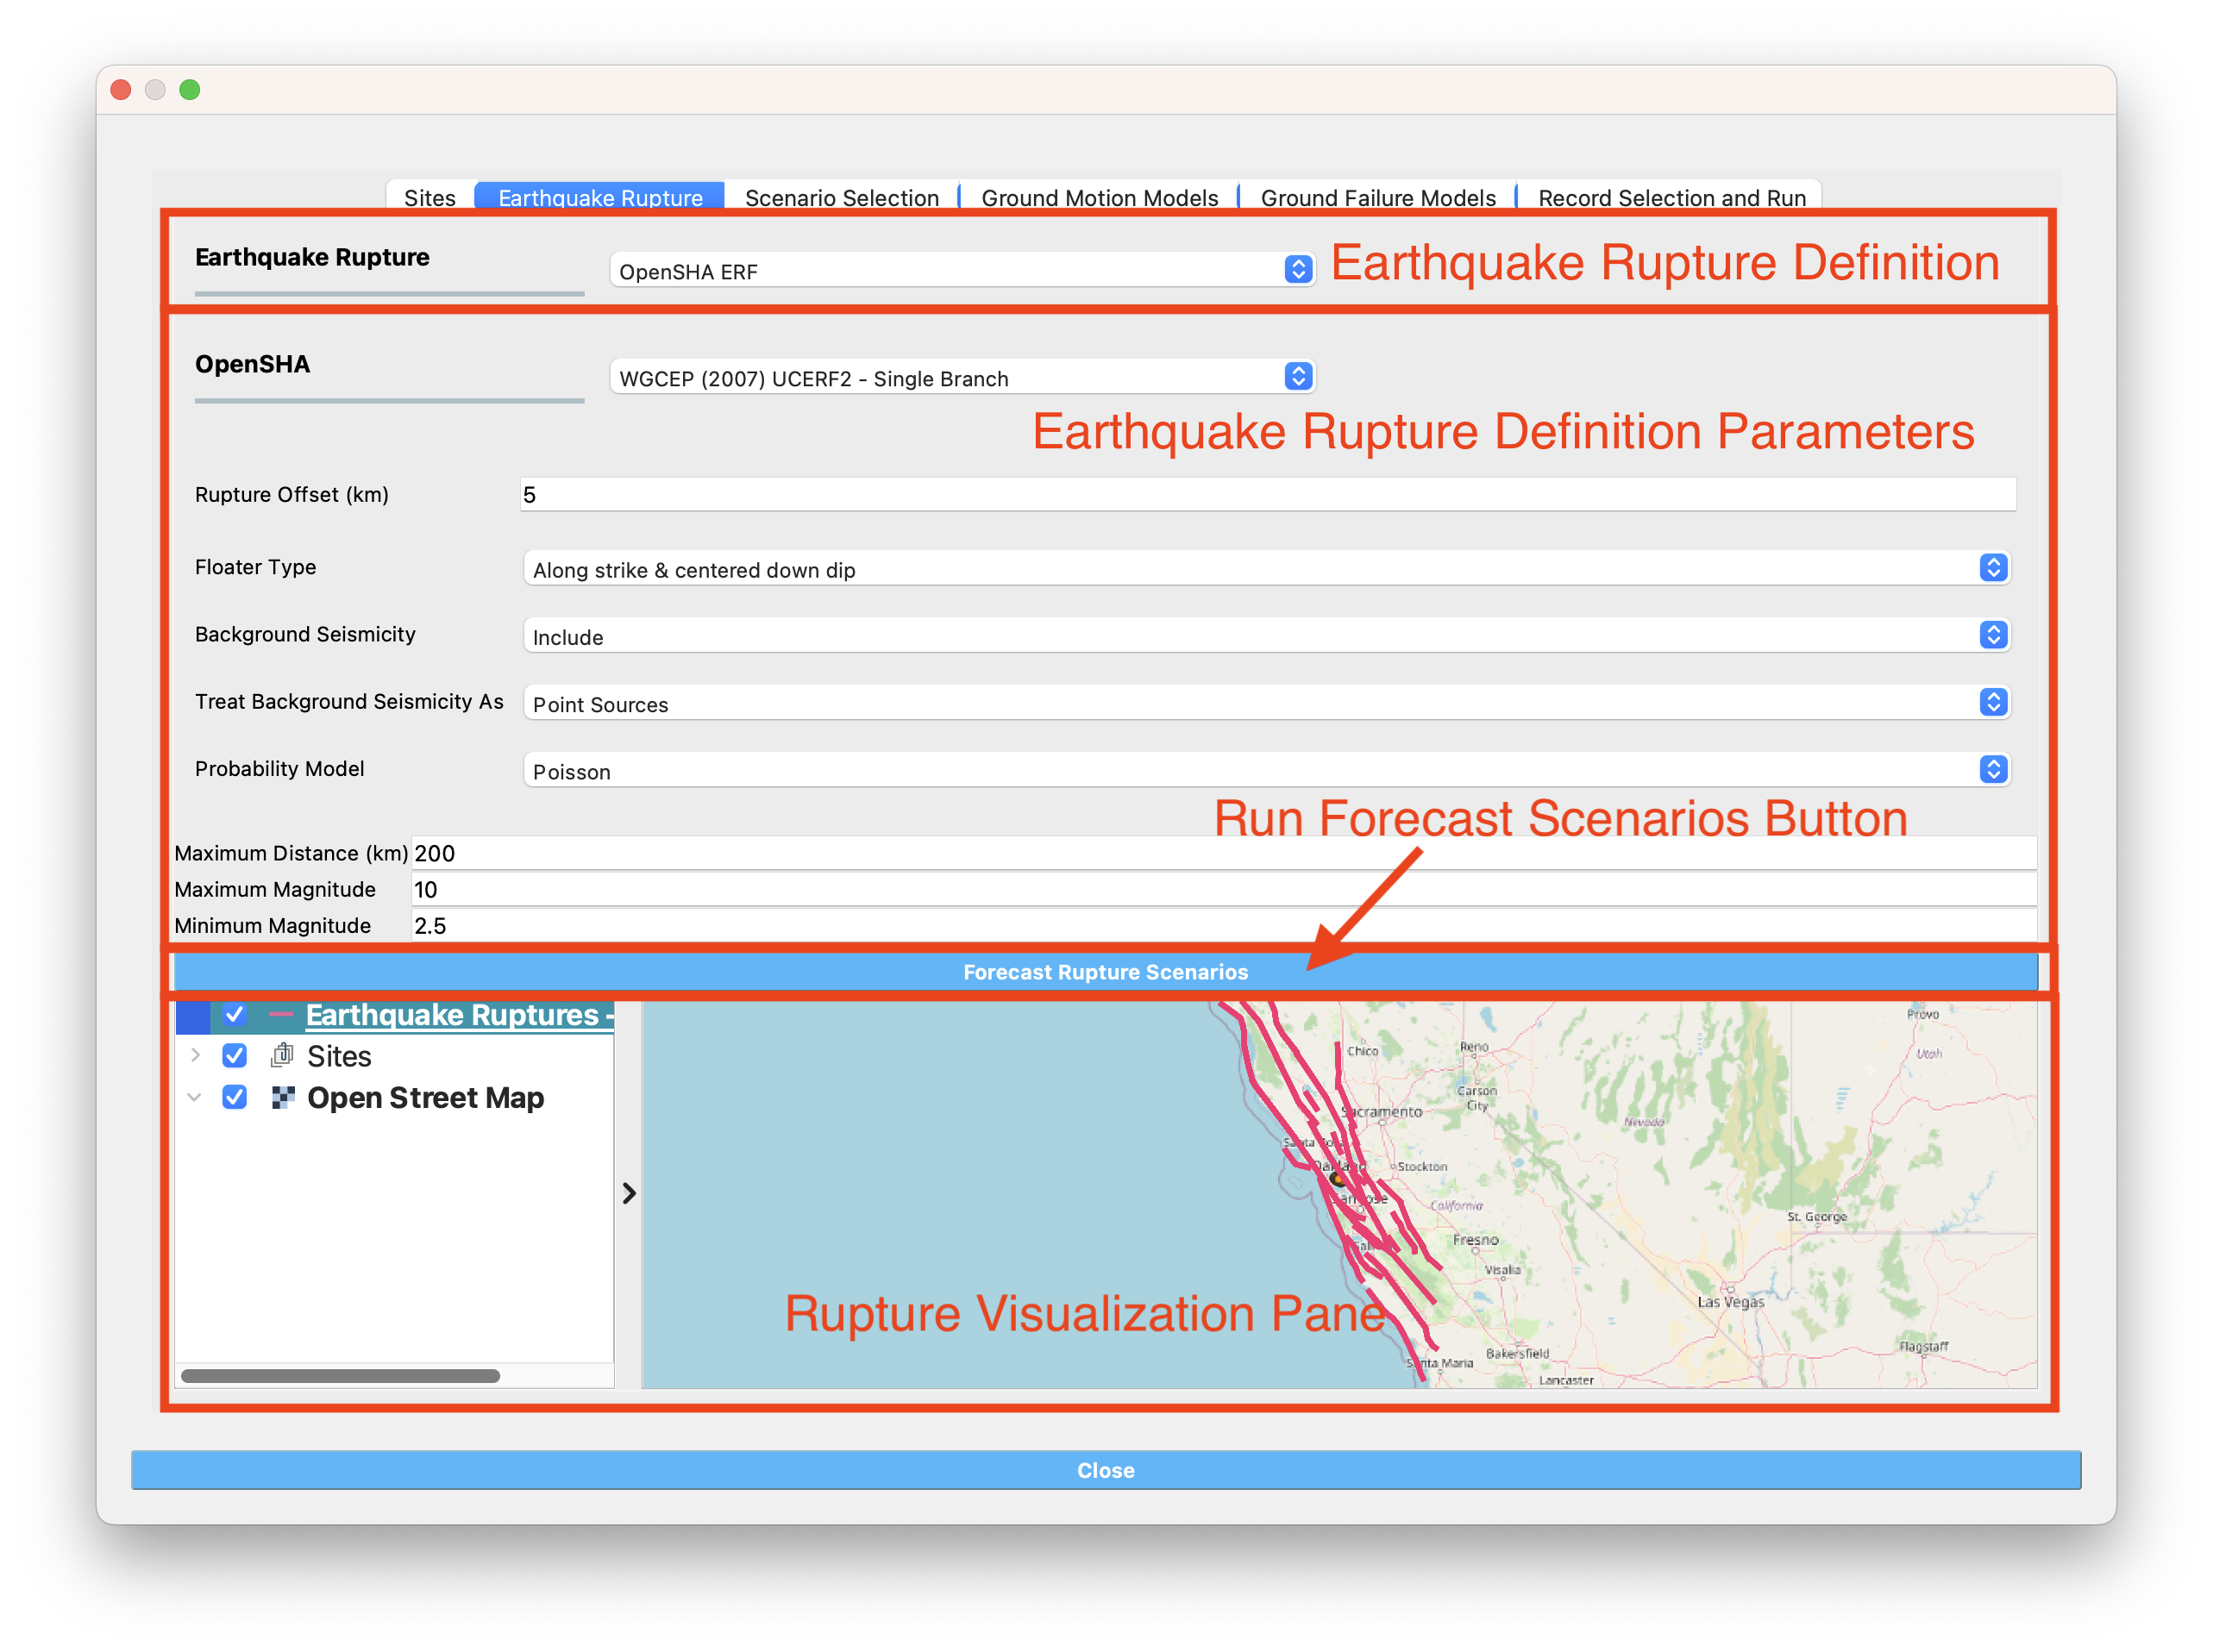 Sites Earthquake Rupture Scenario Selection Ground Motion Models Ground Failure Models Record Selection and Run
Earthquake Rupture OpenSHA ERF Earthquake Rupture Definition
OpenSHA WGCEP (2007) UCERF2 - Single Branch
Earthquake Rupture Definition Parameters
Rupture Offset (km) 5
Floater Type Along strike & centered down dip
Background Seismicity Include
Treat Background Seismicity As Point Sources
Probability Model Poisson
Run Forecast Scenarios Button
Maximum Distance (km) 200
Maximum Magnitude 10
Minimum Magnitude 2.5
Forecast Rupture Scenarios
Earthquake Ruptures -
Sites
Open Street Map
Provo
Utah
Chico
Reno
Carson
City
Sacramento
Nevada
Santa
Stockton
California
St. George
Fresno
Visalia
Las Vegas
Rupture Visualization Pane
Flagstaff
Bakersfield
Santa Maria
Lancaster
Close